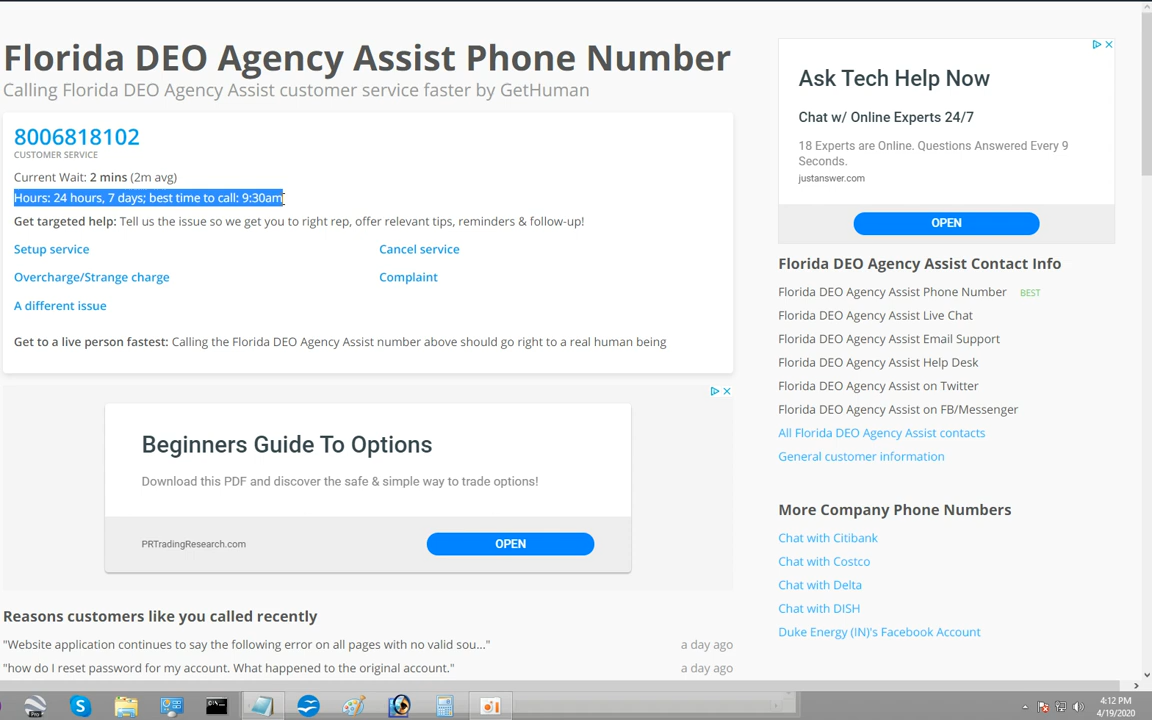 Florida DEO Agency Assist Phone Number
Calling Florida DEO Agency Assist customer service faster by GetHuman
8006818102
CUSTOMER SERVICE
Current Wait: 2 mins (2m avg)
Hours: 24 hours, 7 days; best time to call: 9:30am
Get targeted help: Tell us the issue so we get you to right rep, offer relevant tips, reminders & follow-up!
Setup service
Cancel service
Overcharge/Strange charge
Complaint
A different issue
Get to a live person fastest: Calling the Florida DEO Agency Assist number above should go right to a real human being
Beginners Guide To Options
Download this PDF and discover the safe & simple way to trade options!
PRTradingResearch.com
OPEN
Reasons customers like you called recently
"Website application continues to say the following error on all pages with no valid sou..."
a day ago
"how do I reset password for my account. What happened to the original account."
a day ago
Ask Tech Help Now
Chat w/ Online Experts 24/7
18 Experts are Online. Questions Answered Every 9
Seconds.
justanswer.com
OPEN
Florida DEO Agency Assist Contact Info
Florida DEO Agency Assist Phone Number BEST
Florida DEO Agency Assist Live Chat
Florida DEO Agency Assist Email Support
Florida DEO Agency Assist Help Desk
Florida DEO Agency Assist on Twitter
Florida DEO Agency Assist on FB/Messenger
All Florida DEO Agency Assist contacts
General customer information
More Company Phone Numbers
Chat with Citibank
Chat with Costco
Chat with Delta
Chat with DISH
Duke Energy (IN)'s Facebook Account
4:12 PM
4/19/2020